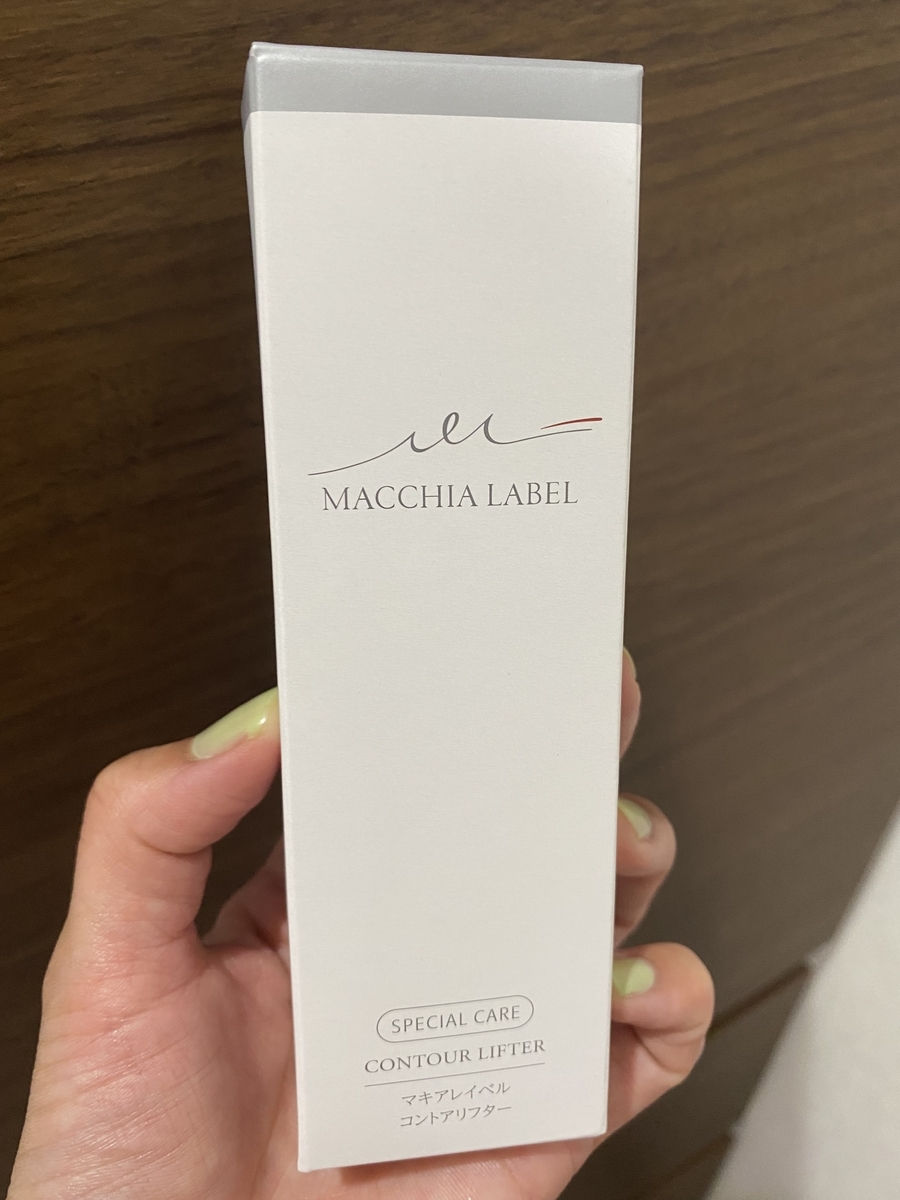 MACCHIA LABEL
SPECIAL CARE
CONTOUR LIFTER
マキアレイベル
コントアリフター